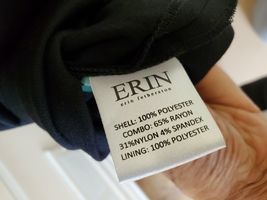 ERIN
erin fetherston
SHELL: 100% POLYESTER
COMBO: 65% RAYON
31%NYLON 4% SPANDEX
LINING: 100% POLYESTER